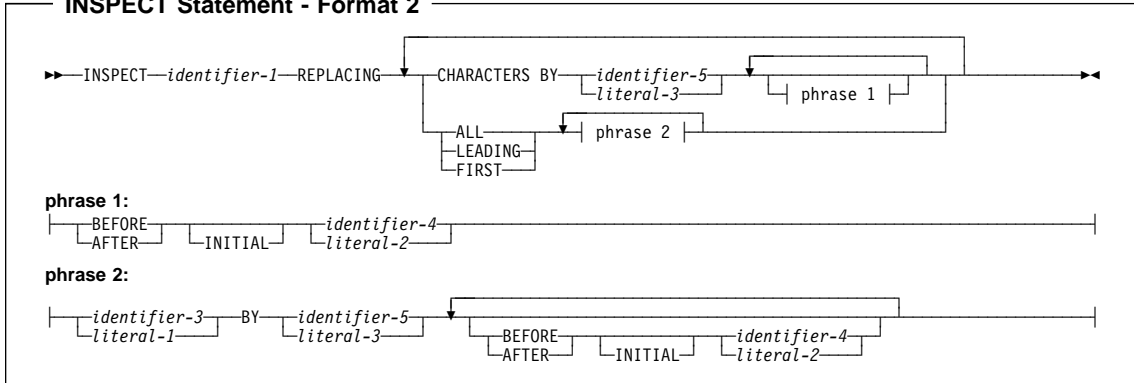 INSPECT Statement - Format 2
INSPECT identifier-1 REPLACING CHARACTERS BY identifier-5
literal-3 phrase 1
ALL phrase 2
LEADING
FIRST
phrase 1:
BEFORE identifier-4
AFTER INITIAL literal-2
phrase 2:
identifier-3 BY identifier-5
literal-1 literal-3 BEFORE identifier-4
AFTER INITIAL literal-2